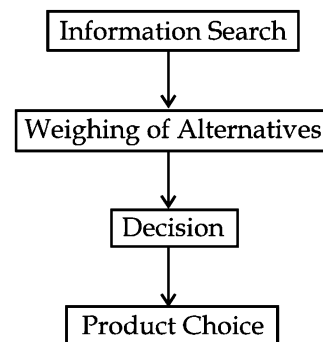 Information Search
Weighing of Alternatives
Decision
Product Choice